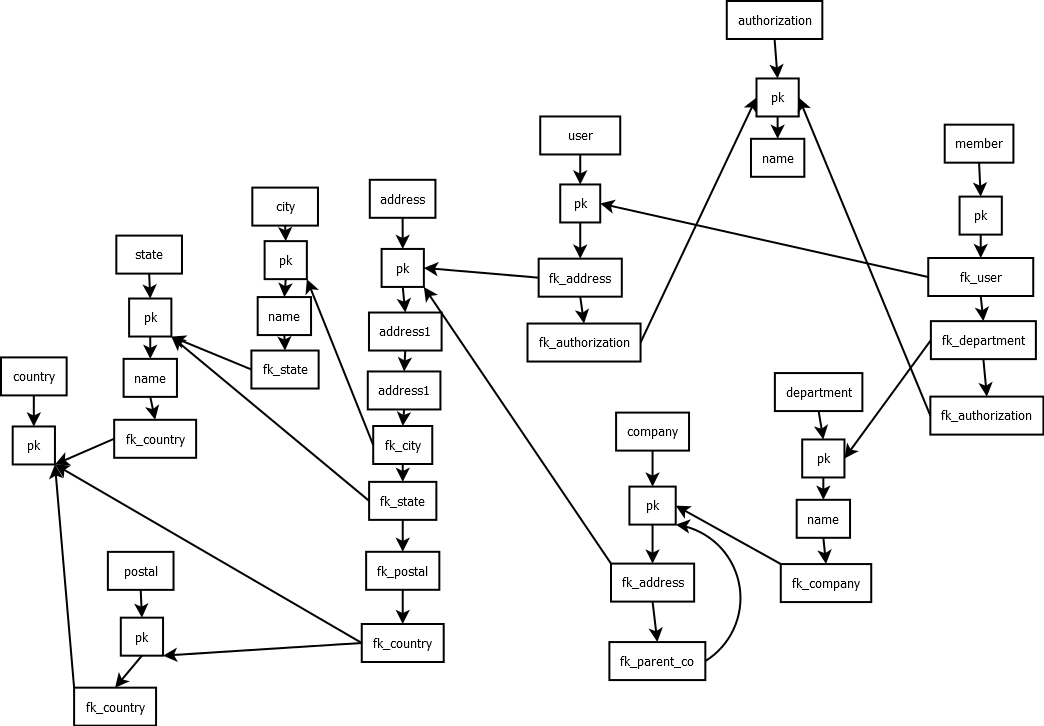 authorization
pk
name
user
pk
fk_address
fk_authorization
member
pk
fk_user
fk_department
fk_authorization
address
pk
address1
address1
fk_city
fk_state
fk_postal
fk_country
city
pk
name
fk_state
state
pk
name
fk_country
country
pk
postal
pk
fk_country
company
pk
fk_address
fk_parent_co
department
pk
name
fk_company